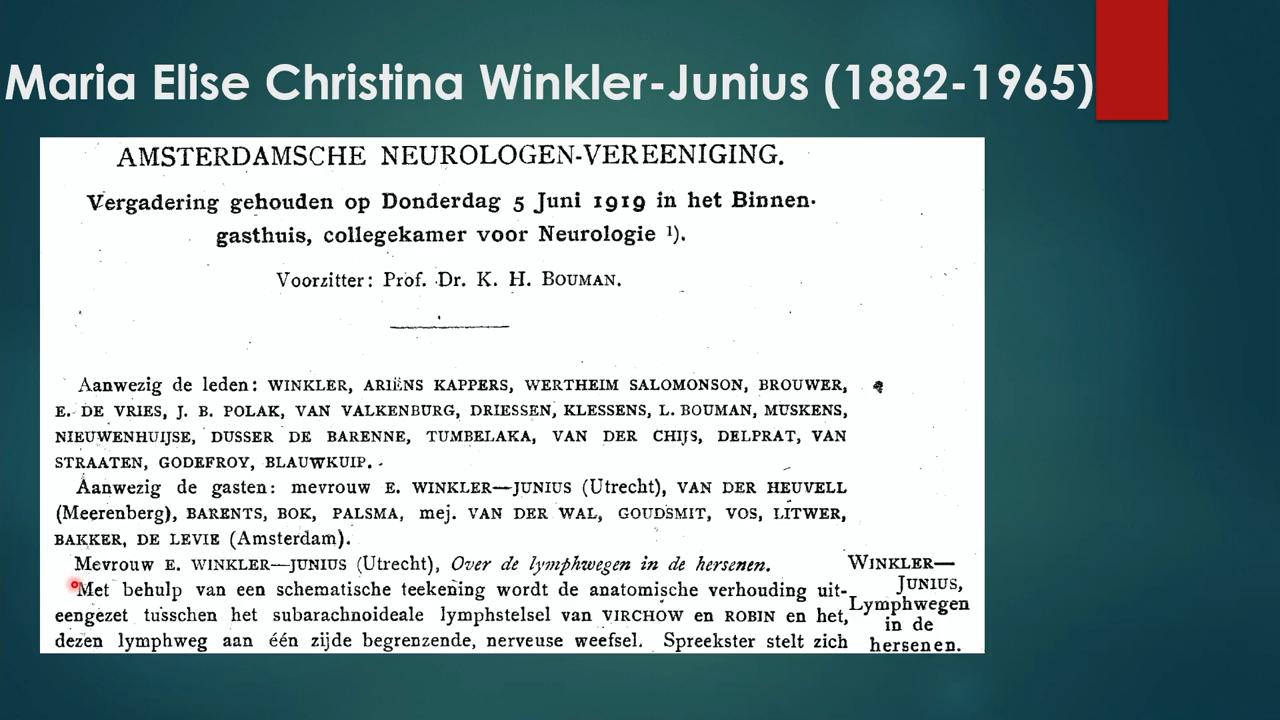 Maria Elise Christina Winkler-Junius (1882-1965)
AMSTERDAMSCHE NEUROLOGEN-VEREENIGING.
Vergadering gehouden op Donderdag 5 Juni 1919 in het Binnen-
gasthuis, collegekamer voor Neurologie ¹).
Voorzitter: Prof. Dr. K. H. BOUMAN.
Aanwezig de leden: WINKLER, ARIËNS KAPPERS, WERTHEIM SALOMONSON, BROUWER,
E. DE VRIES, J. B. POLAK, VAN VALKENBURG, DRIESSEN, KLESSENS, L. BOUMAN, MUSKENS,
NIEUWENHUIJSE, DUSSER DE BARENNE, TUMBELAKA, VAN DER CHIJS, DELPRAT, VAN
STRAATEN, GODEFROY, BLAUWKUIP.
Aanwezig de gasten: mevrouw E. WINKLER—JUNIUS (Utrecht), VAN DER HEUVELL
(Meerenberg), BARENTS, BOK, PALSMA, mej. VAN DER WAL, GOUDSMIT, VOS, LITWER,
BAKKER, DE LEVIE (Amsterdam).
Mevrouw E. WINKLER—JUNIUS (Utrecht), Over de lymphwegen in de hersenen.
Met behulp van een schematische teekening wordt de anatomische verhouding uit-
eengezet tusschen het subarachnoideale lymphstelsel van VIRCHOW en ROBIN en het,
dezen lymphweg aan één zijde begrenzende, nerveuse weefsel. Spreekster stelt zich
WINKLER—
JUNIUS,
Lymphwegen
in de
hersenen.